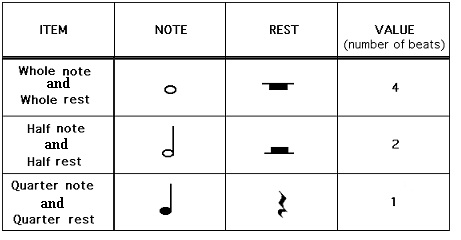 ITEM NOTE REST VALUE
(number of beats)
Whole note
and
Whole rest
4
Half note
and
Half rest
2
Quarter note
and
Quarter rest
1